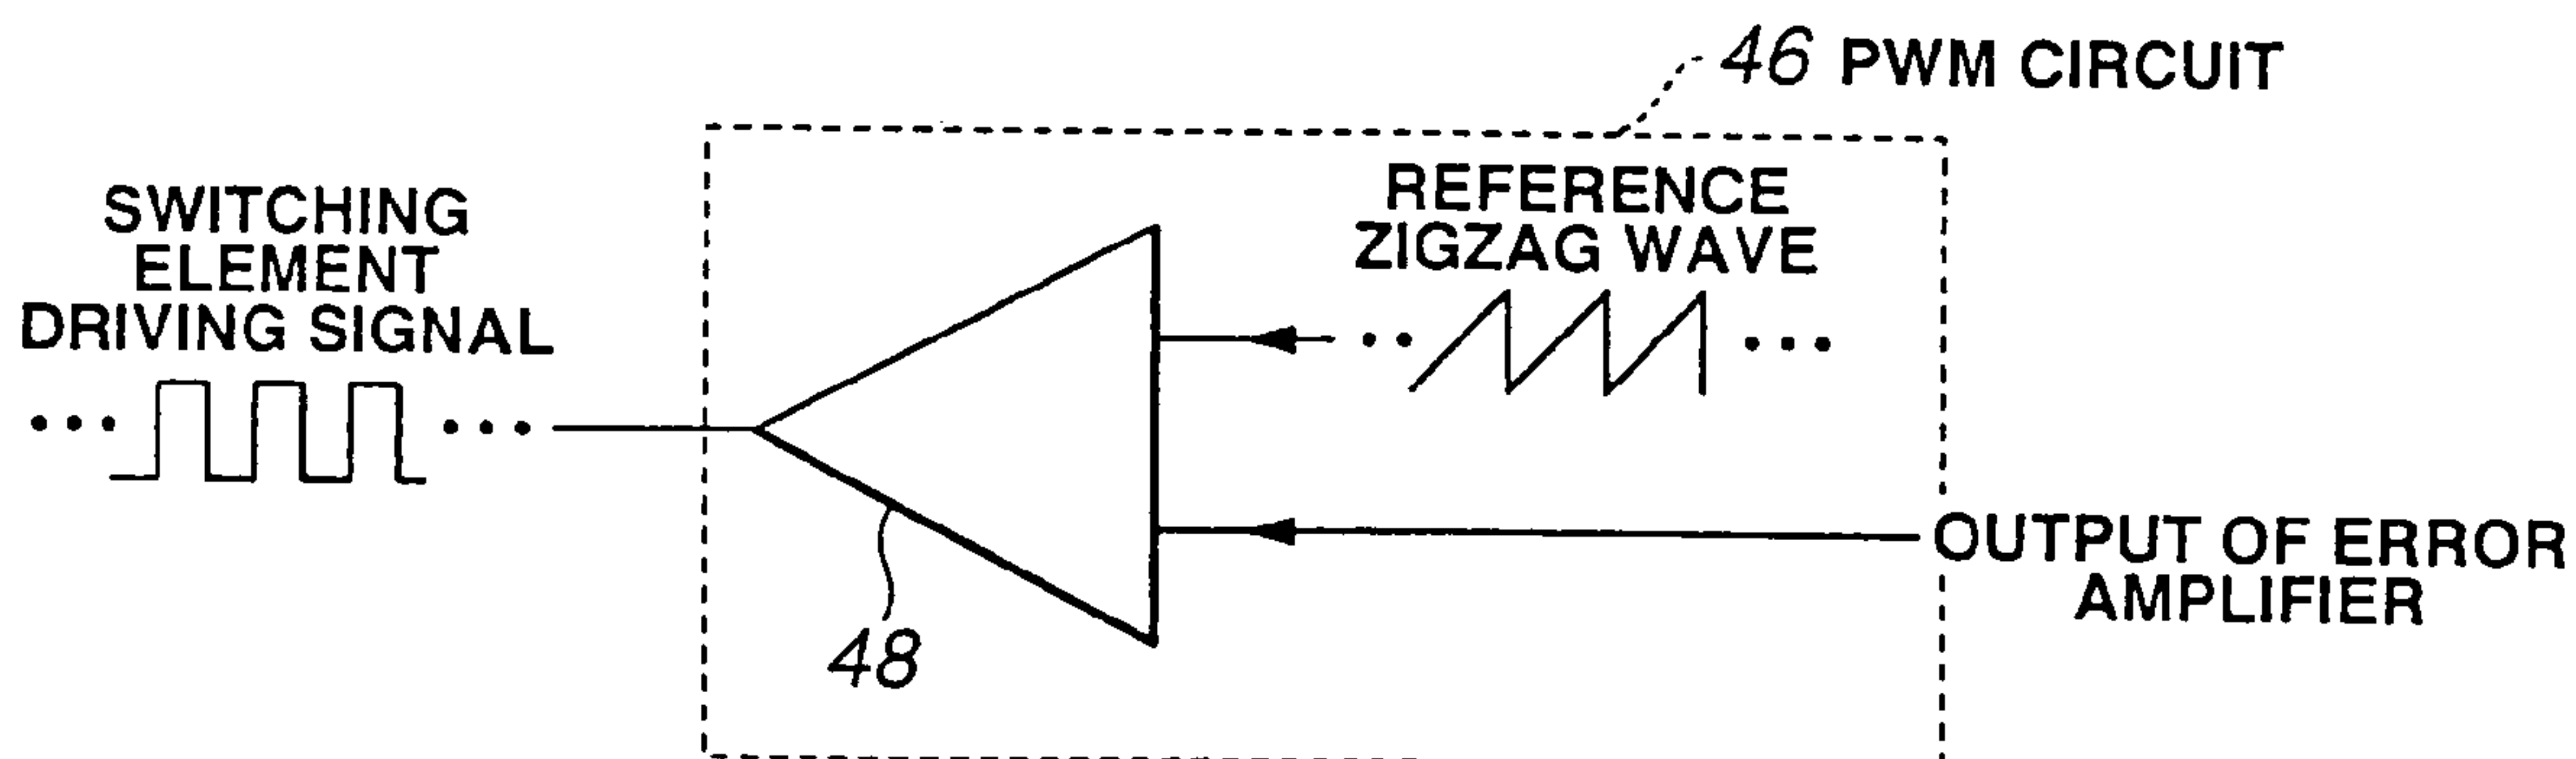 46 PWM CIRCUIT
SWITCHING
ELEMENT
DRIVING SIGNAL
REFERENCE
ZIGZAG WAVE
OUTPUT OF ERROR
AMPLIFIER
48